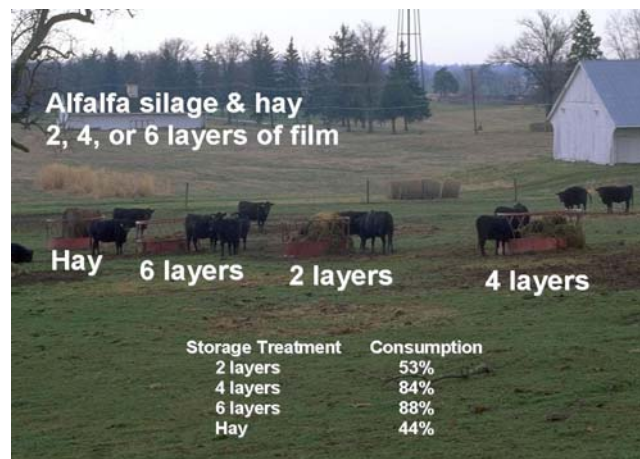 Alfalfa silage & hay
2, 4, or 6 layers of film
Hay
6 layers
2 layers
4 layers
Storage Treatment Consumption
2 layers 53%
4 layers 84%
6 layers 88%
Hay 44%